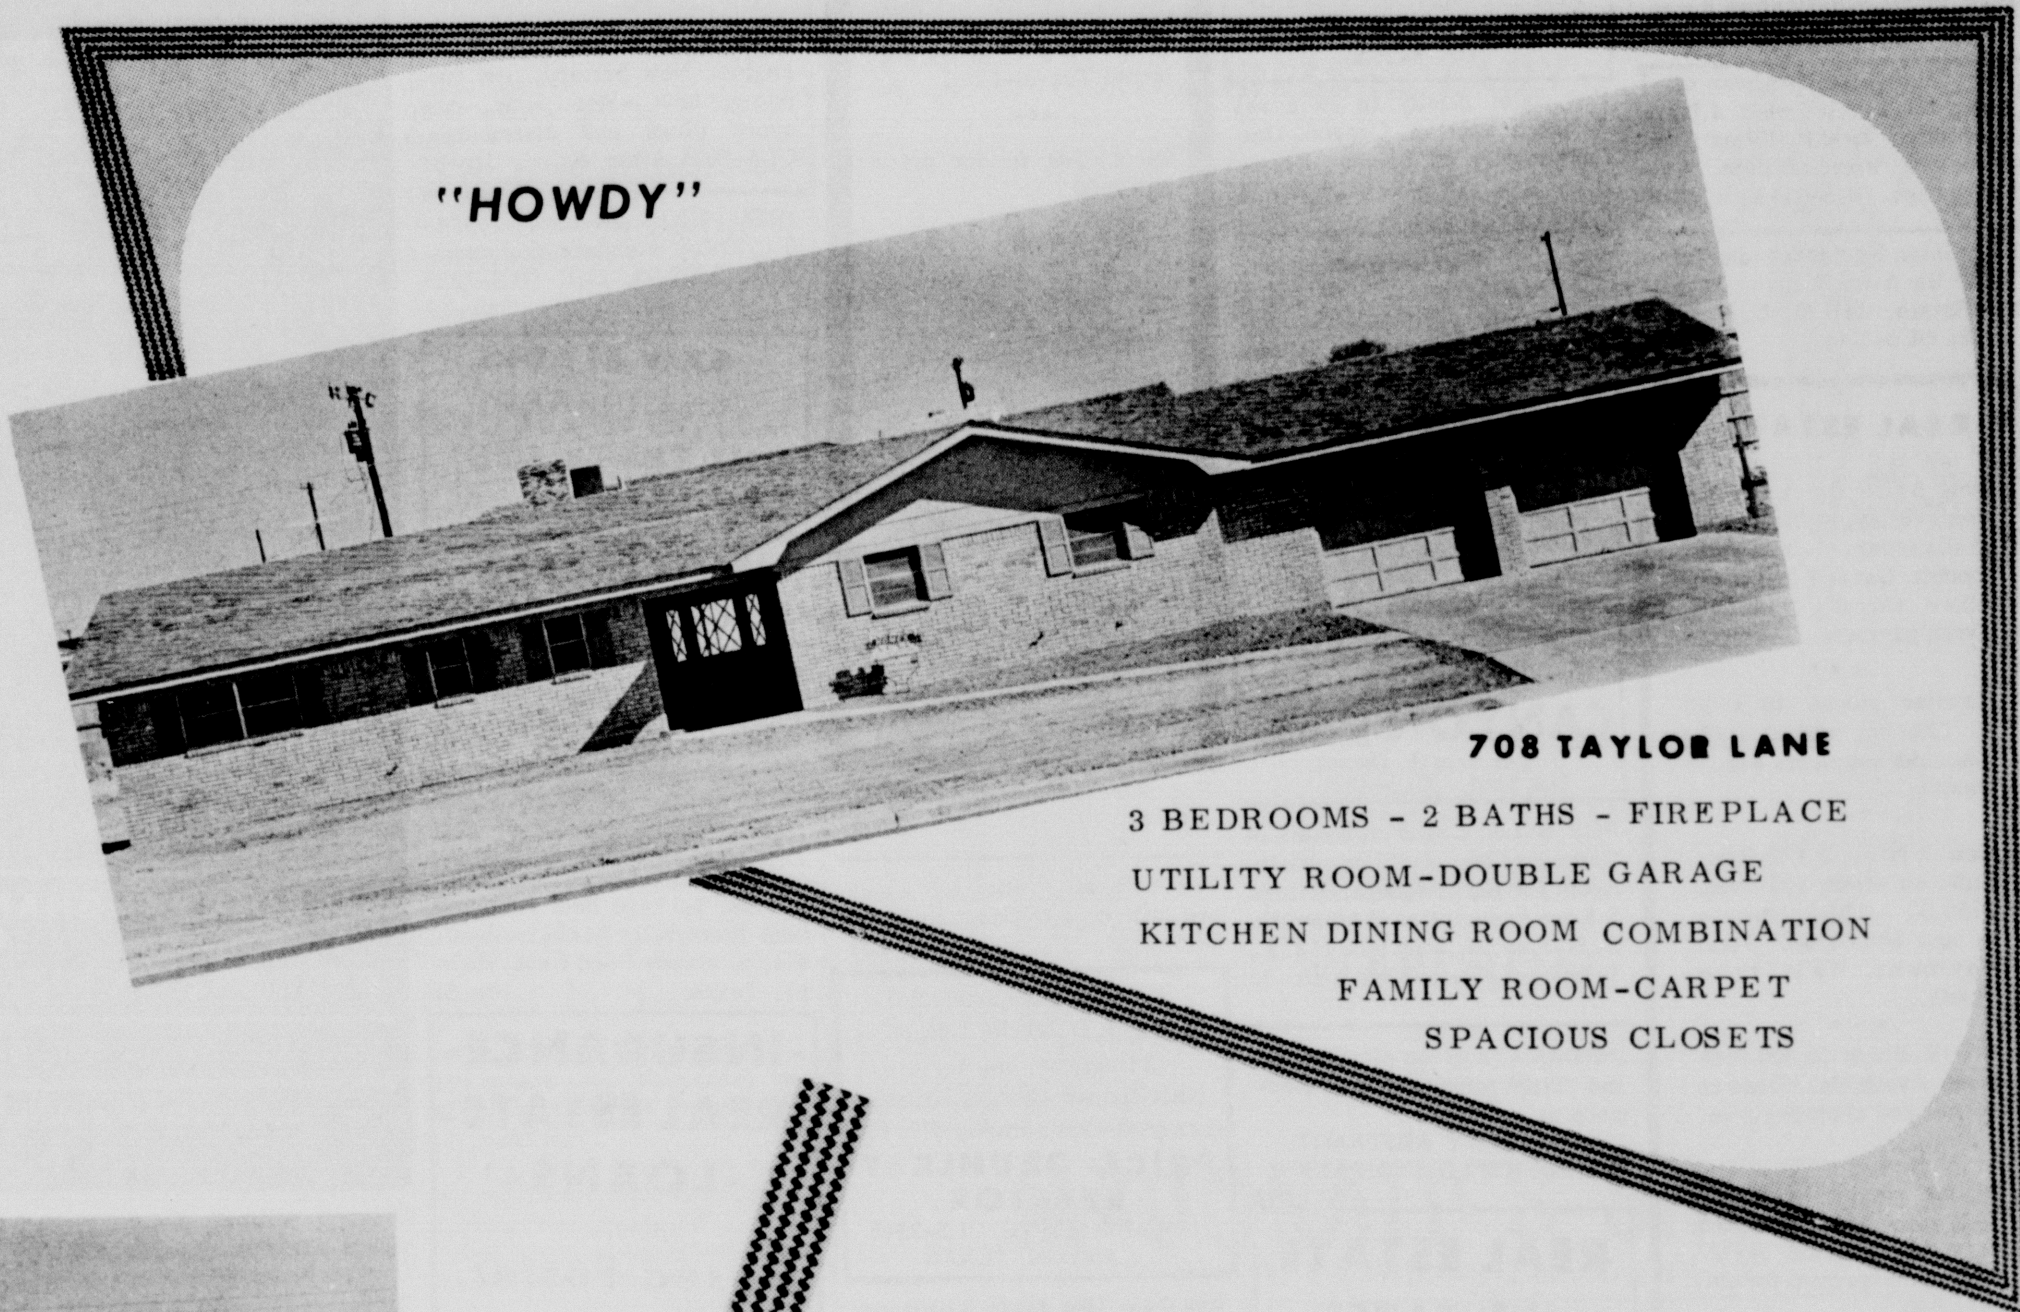 "HOWDY"
708 TAYLOR LANE
3 BEDROOMS - 2 BATHS - FIREPLACE
UTILITY ROOM-DOUBLE GARAGE
KITCHEN DINING ROOM COMBINATION
FAMILY ROOM-CARPET
SPACIOUS CLOSETS